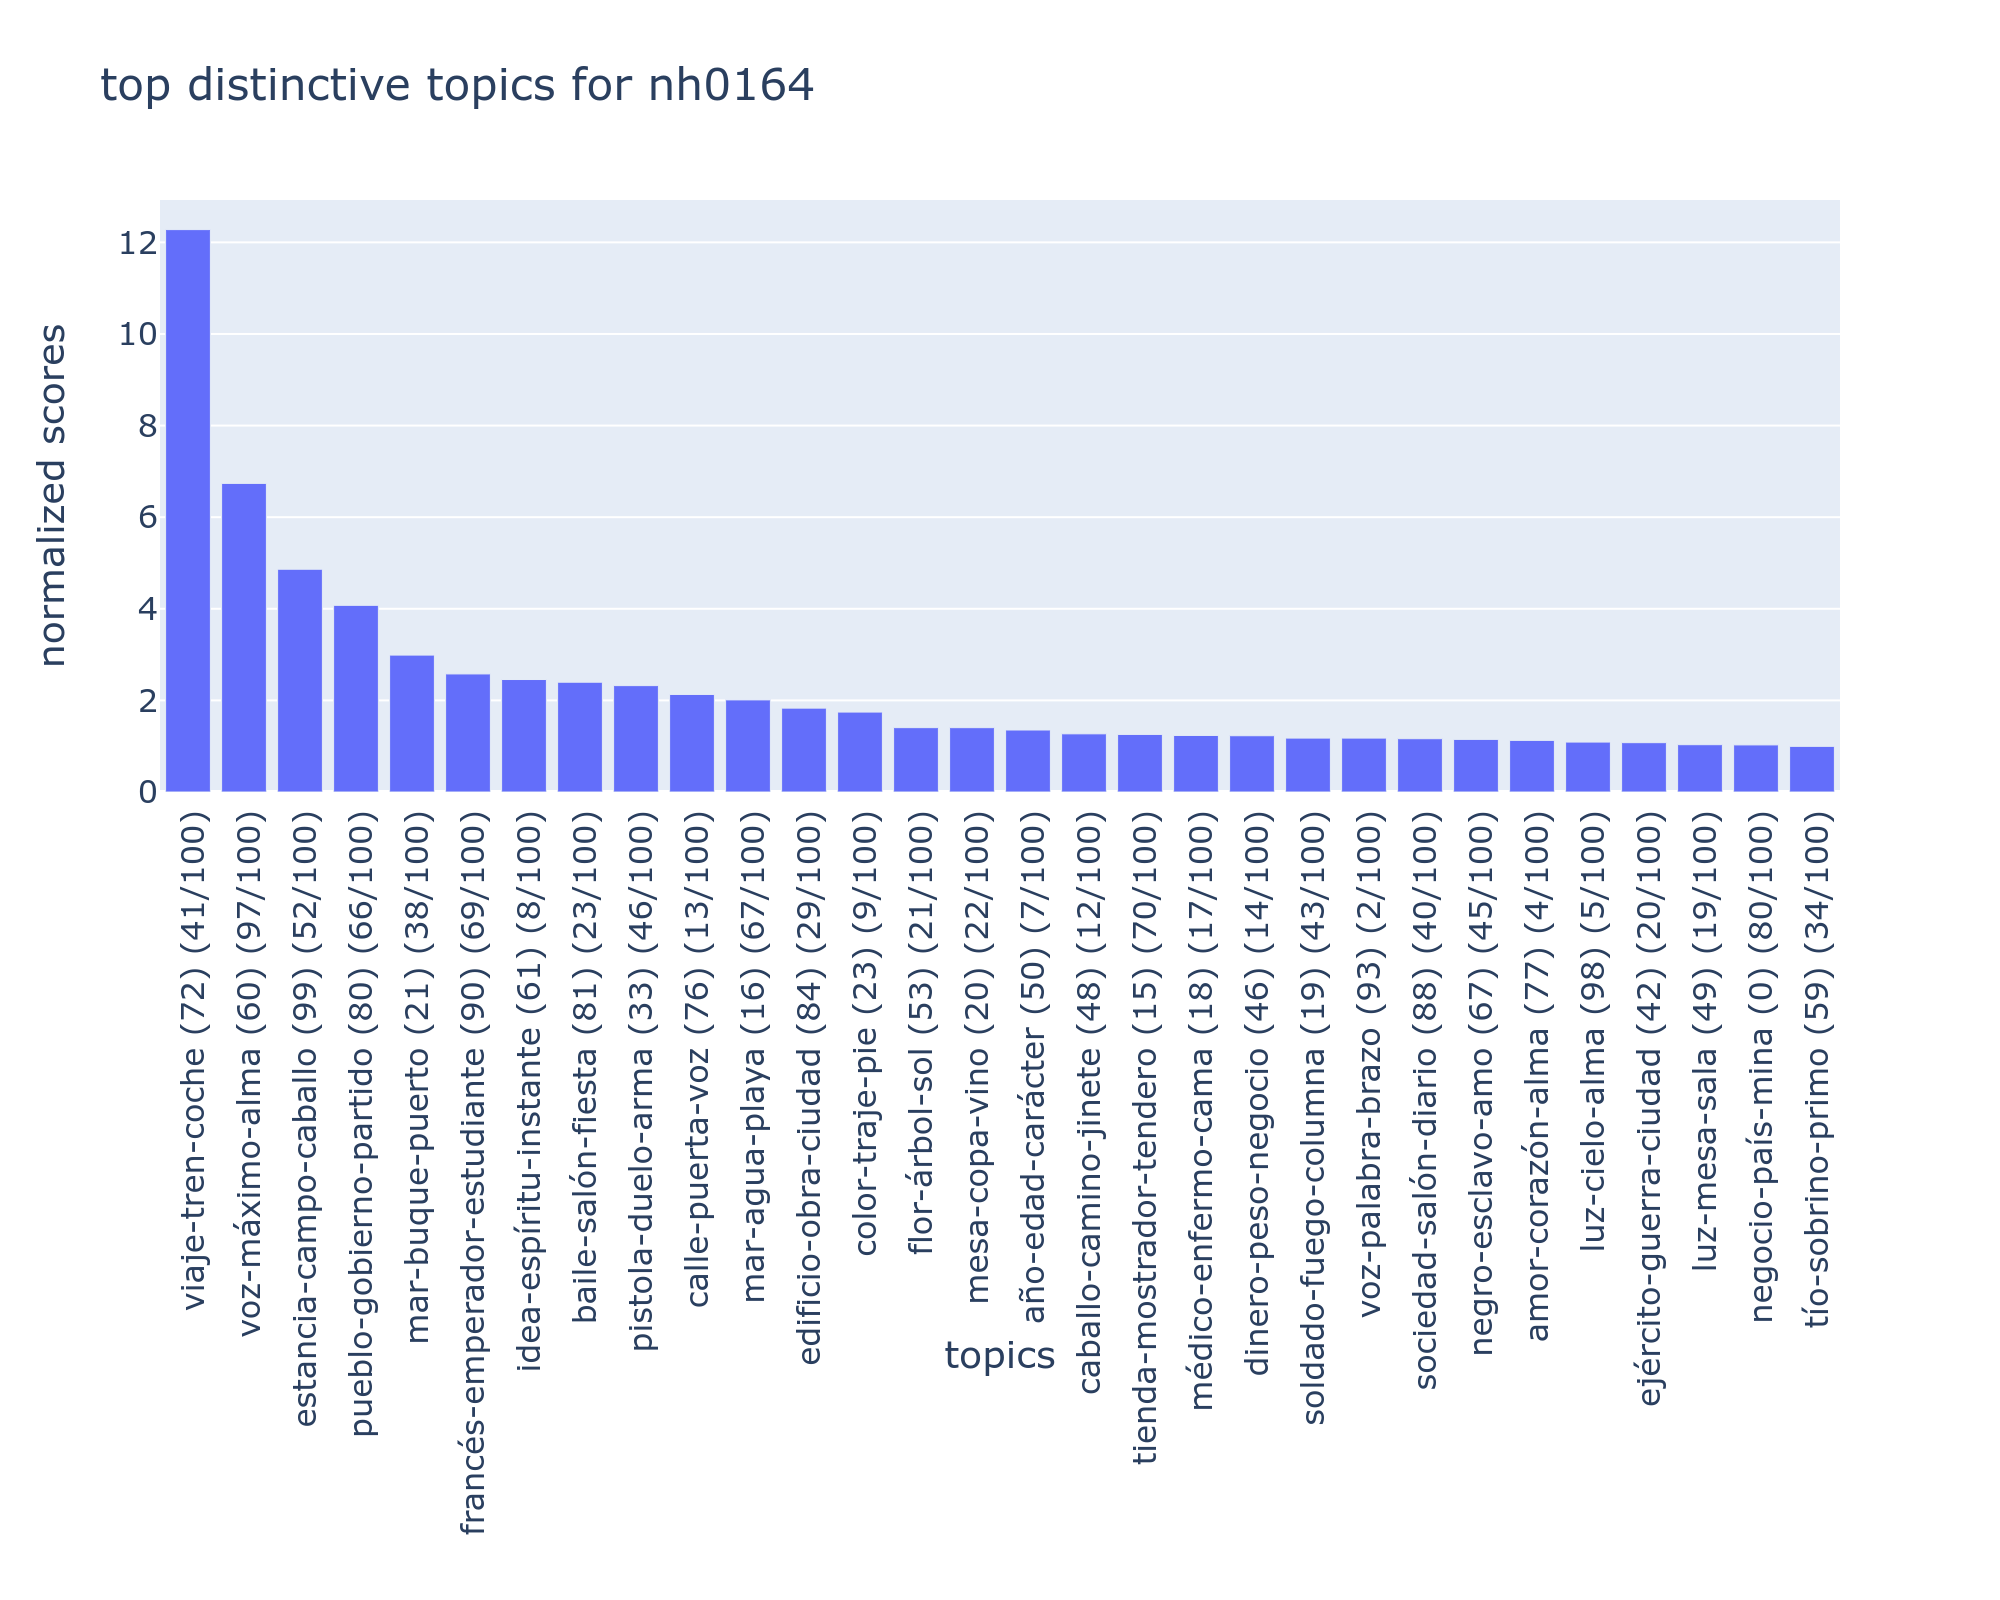 top distinctive topics for nh0164
normalized scores
12
10
8
6
4
2
0
viaje-tren-coche (72) (41/100)
voz-máximo-alma (60) (97/100)
estancia-campo-caballo (99) (52/100)
pueblo-gobierno-partido (80) (66/100)
mar-buque-puerto (21) (38/100)
francés-emperador-estudiante (90) (69/100)
idea-espíritu-instante (61) (8/100)
baile-salón-fiesta (81) (23/100)
pistola-duelo-arma (33) (46/100)
calle-puerta-voz (76) (13/100)
mar-agua-playa (16) (67/100)
edificio-obra-ciudad (84) (29/100)
color-traje-pie (23) (9/100)
flor-árbol-sol (53) (21/100)
mesa-copa-vino (20) (22/100)
año-edad-carácter (50) (7/100)
caballo-camino-jinete (48) (12/100)
tienda-mostrador-tendero (15) (70/100)
médico-enfermo-cama (18) (17/100)
dinero-peso-negocio (46) (14/100)
soldado-fuego-columna (19) (43/100)
voz-palabra-brazo (93) (2/100)
sociedad-salón-diario (88) (40/100)
negro-esclavo-amo (67) (45/100)
amor-corazón-alma (77) (4/100)
luz-cielo-alma (98) (5/100)
ejército-guerra-ciudad (42) (20/100)
luz-mesa-sala (49) (19/100)
negocio-país-mina (0) (80/100)
tío-sobrino-primo (59) (34/100)
topics